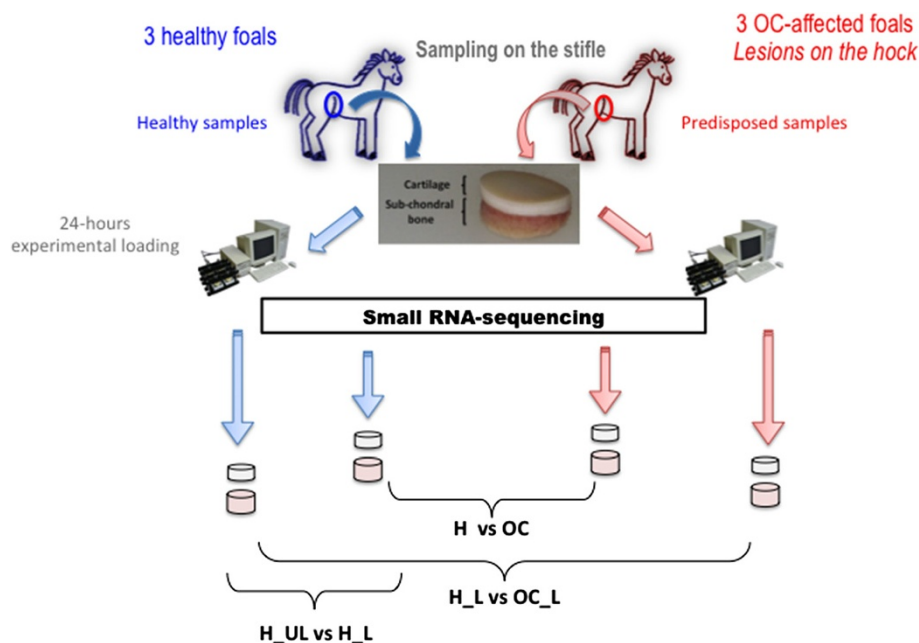 3 healthy foals
Sampling on the stifle
3 OC-affected foals
Lesions on the hock
Healthy samples
Predisposed samples
Cartilage
Sub-chondral
bone
24-hours
experimental loading
Small RNA-sequencing
H vs OC
H_L vs OC_L
H_UL vs H_L